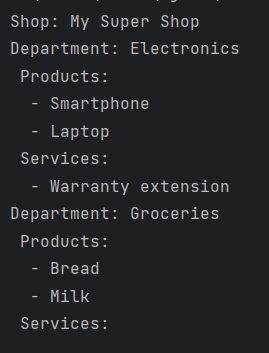 Shop: My Super Shop
Department: Electronics
 Products:
  - Smartphone
  - Laptop
 Services:
  - Warranty extension
Department: Groceries
 Products:
  - Bread
  - Milk
 Services: